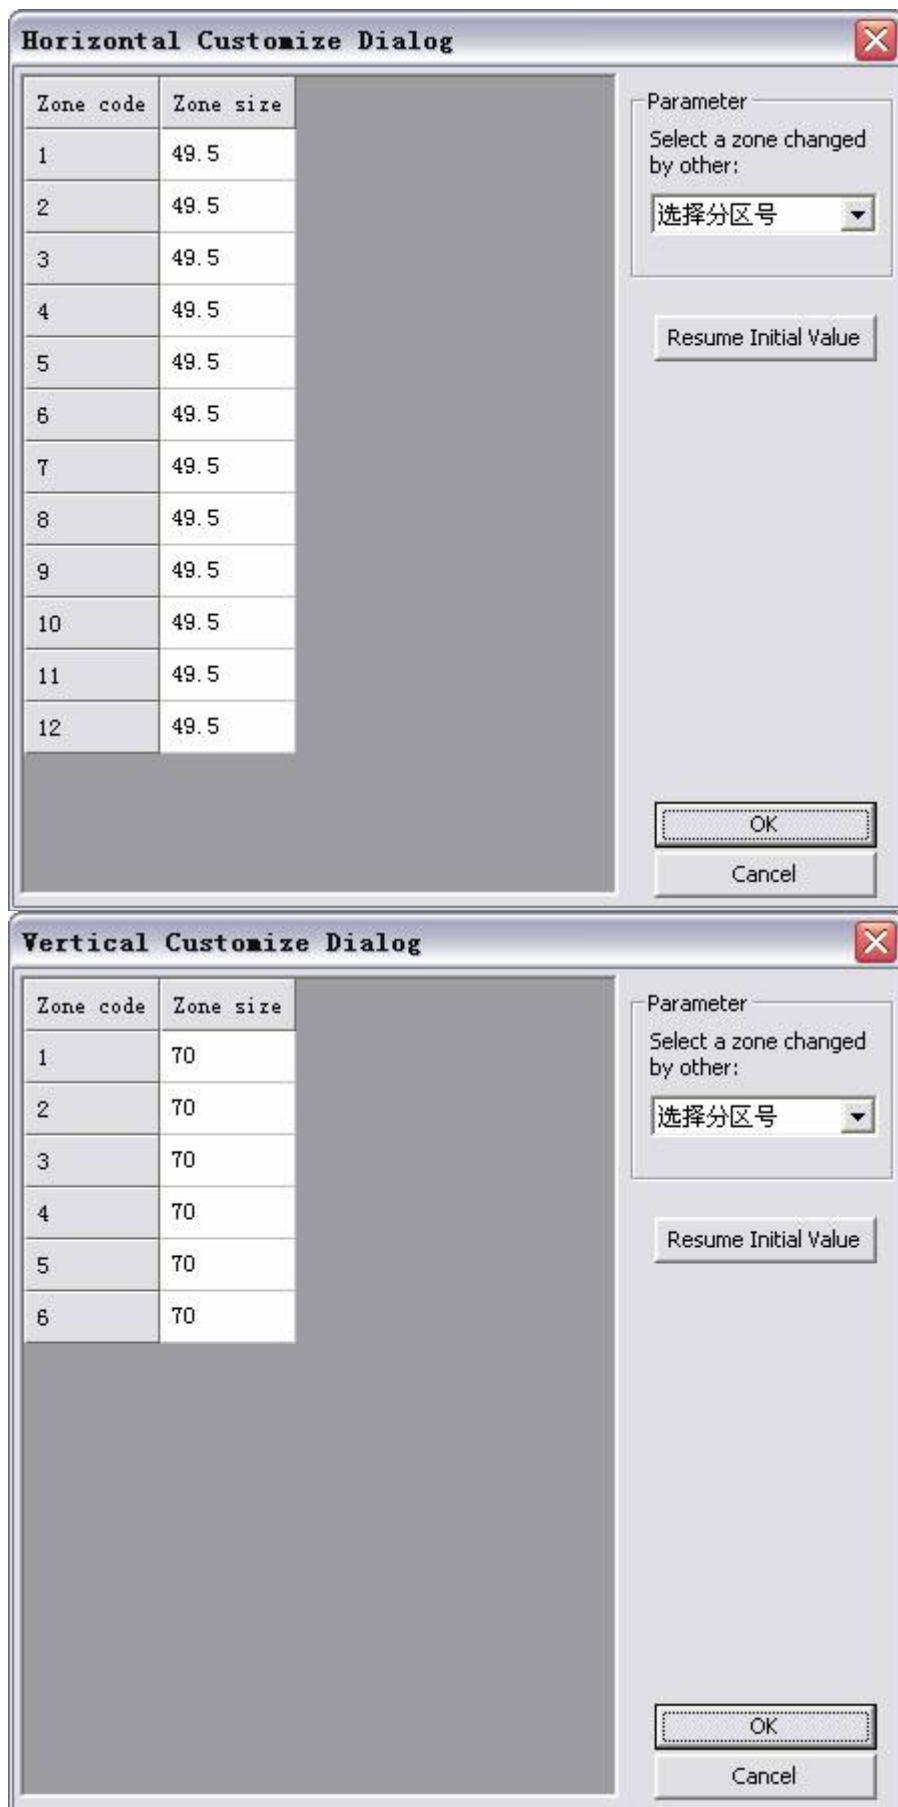 Horizontal Customize Dialog
Zone code Zone size
1 49.5
2 49.5
3 49.5
4 49.5
5 49.5
6 49.5
7 49.5
8 49.5
9 49.5
10 49.5
11 49.5
12 49.5
Parameter
Select a zone changed
by other:
选择分区号
Resume Initial Value
OK
Cancel
Vertical Customize Dialog
Zone code Zone size
1 70
2 70
3 70
4 70
5 70
6 70
Parameter
Select a zone changed
by other:
选择分区号
Resume Initial Value
OK
Cancel